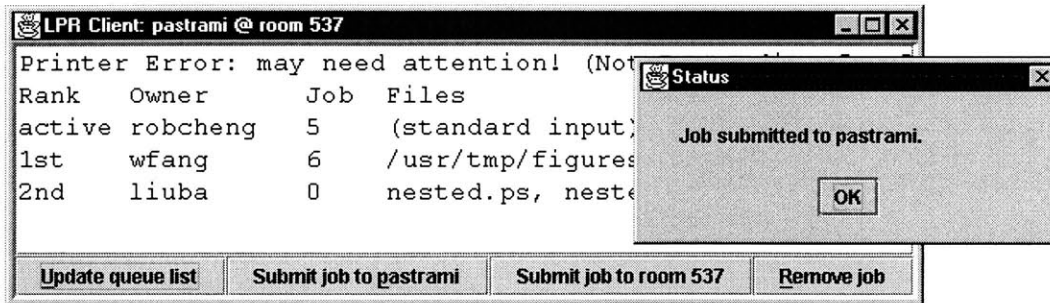 LPR Client: pastrami @ room 537
Printer Error: may need attention! (Not
Rank Owner Job Files
active robcheng 5 (standard input)
1st wfang 6 /usr/tmp/figures
2nd liuba 0 nested.ps,
Update queue list Submit job to pastrami Submit job to room 537 Remove job
Status
Job submitted to pastrami.
OK